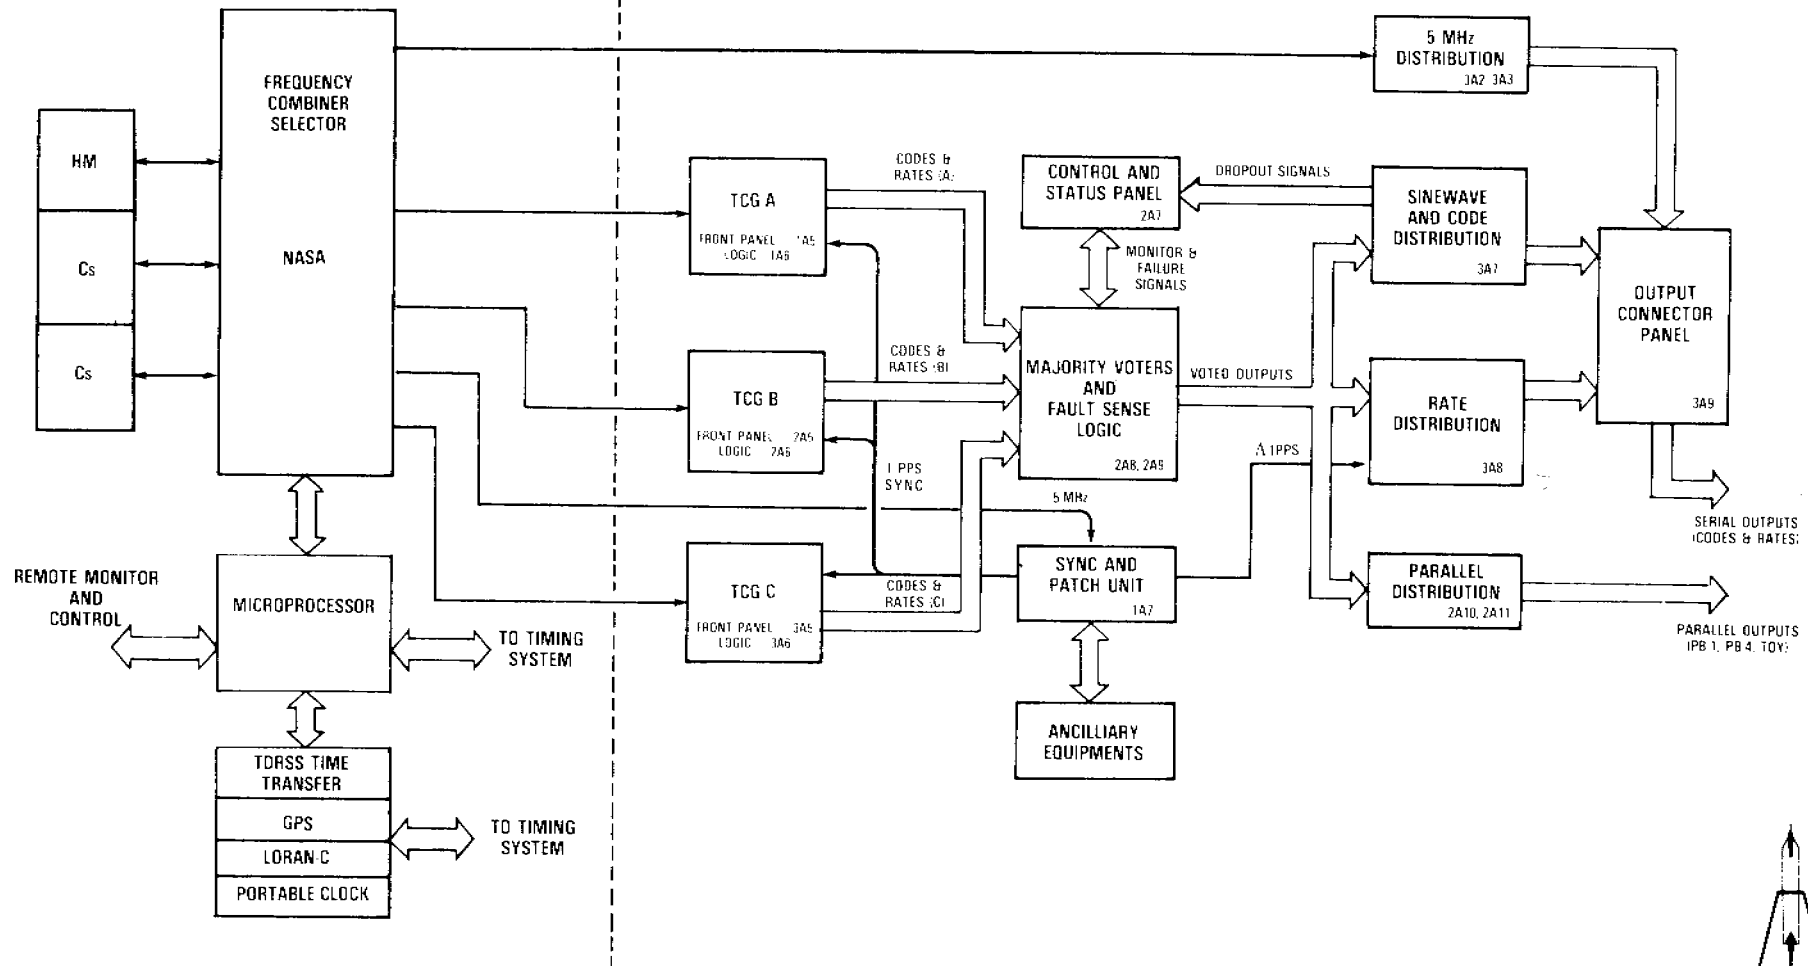 FREQUENCY
COMBINER
SELECTOR
NASA
HM
Cs
Cs
MICROPROCESSOR
REMOTE MONITOR
AND
CONTROL
TO TIMING
SYSTEM
TDRSS TIME
TRANSFER
GPS
LORAN-C
PORTABLE CLOCK
TO TIMING
SYSTEM
TCG A
FRONT PANEL 1A5
LOGIC 1A6
CODES &
RATES (A)
TCG B
FRONT PANEL 2A5
LOGIC 2A6
CODES &
RATES (B)
1 PPS
SYNC
TCG C
FRONT PANEL 3A5
LOGIC 3A6
CODES &
RATES (C)
CONTROL AND
STATUS PANEL
2A7
MONITOR &
FAILURE
SIGNALS
MAJORITY VOTERS
AND
FAULT SENSE
LOGIC
2A8, 2A9
5 MHz
SYNC AND
PATCH UNIT
1A7
ANCILLIARY
EQUIPMENTS
5 MHz
DISTRIBUTION
3A2 3A3
DROPOUT SIGNALS
SINEWAVE
AND CODE
DISTRIBUTION
3A7
VOTED OUTPUTS
RATE
DISTRIBUTION
3A8
Δ 1PPS
PARALLEL
DISTRIBUTION
2A10, 2A11
OUTPUT
CONNECTOR
PANEL
3A9
SERIAL OUTPUTS
(CODES & RATES)
PARALLEL OUTPUTS
(PB 1, PB 4, TOY)